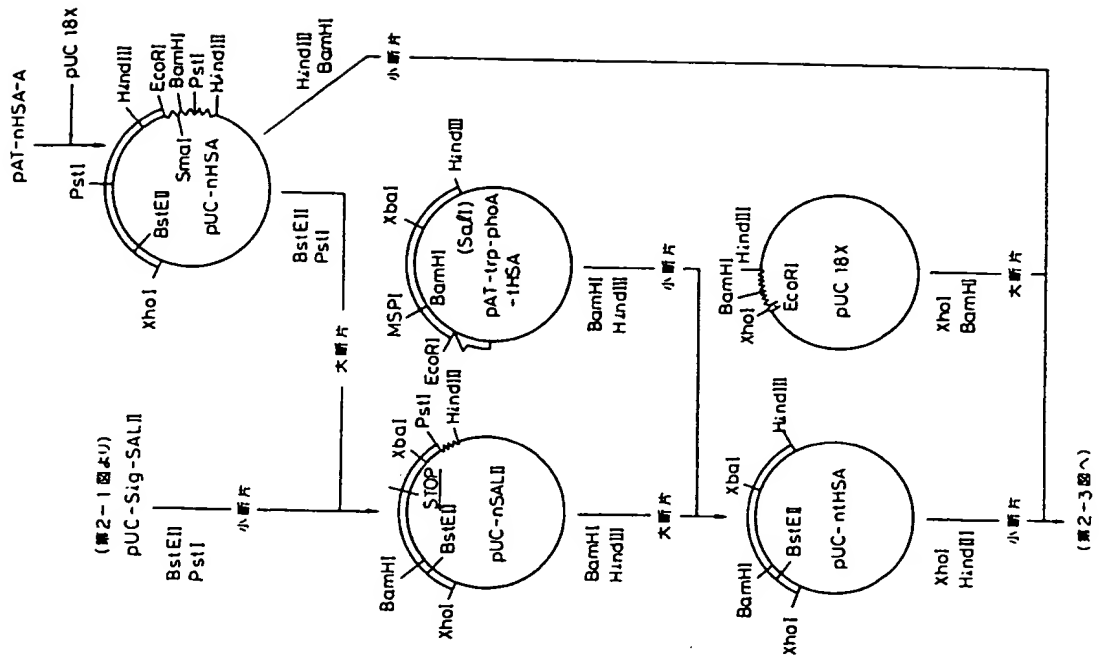 pAT-nHSA-A
pUC 18X
PstI
HindIII
EcoRI
BamHI
PstI
HindIII
SmaI
BstEII
XhoI
pUC-nHSA
HindIII
BamHI
小断片
BstEII
PstI
大断片
(第2-1図より)
pUC-Sig-SALII
BstEII
PstI
小断片
BamHI
STOP
XbaI
PstI
HindIII
BstEII
XhoI
pUC-nSALII
BamHI
HindIII
大断片
EcoRI
MSPI
BamHI
XbaI
(SalI)
HindIII
pAT-trp-phoA
-tHSA
BamHI
HindIII
小断片
BamHI
XbaI
HindIII
BstEII
XhoI
pUC-ntHSA
XhoI
HindIII
小断片
XhoI
BamHI
HindIII
EcoRI
pUC 18X
XhoI
BamHI
大断片
(第2-3図へ)